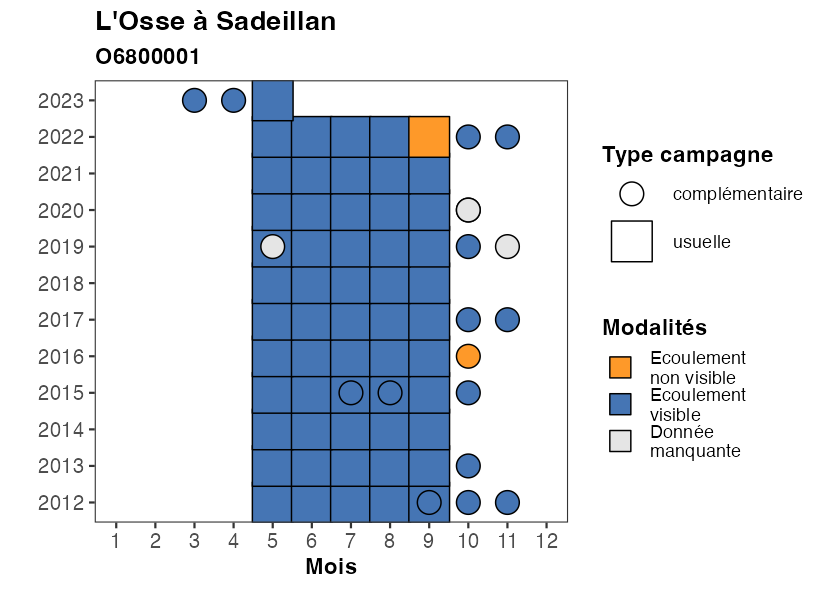 L'Osse à Sadeillan
O6800001
2023
2022
2021
2020
2019
2018
2017
2016
2015
2014
2013
2012
1 2 3 4 5 6 7 8 9 10 11 12
Mois
Type campagne
complémentaire
usuelle
Modalités
Ecoulement
non visible
Ecoulement
visible
Donnée
manquante